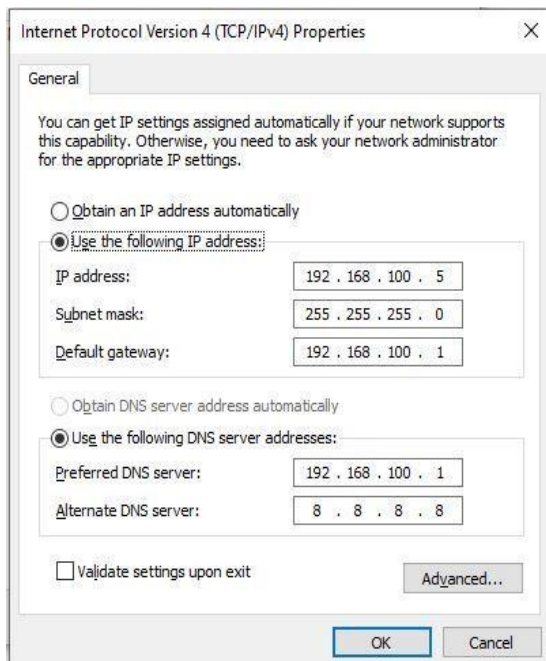 Internet Protocol Version 4 (TCP/IPv4) Properties
General
You can get IP settings assigned automatically if your network supports
this capability. Otherwise, you need to ask your network administrator
for the appropriate IP settings.
Obtain an IP address automatically
Use the following IP address:
IP address: 192 . 168 . 100 . 5
Subnet mask: 255 . 255 . 255 . 0
Default gateway: 192 . 168 . 100 . 1
Obtain DNS server address automatically
Use the following DNS server addresses:
Preferred DNS server: 192 . 168 . 100 . 1
Alternate DNS server: 8 . 8 . 8 . 8
Validate settings upon exit
Advanced...
OK Cancel